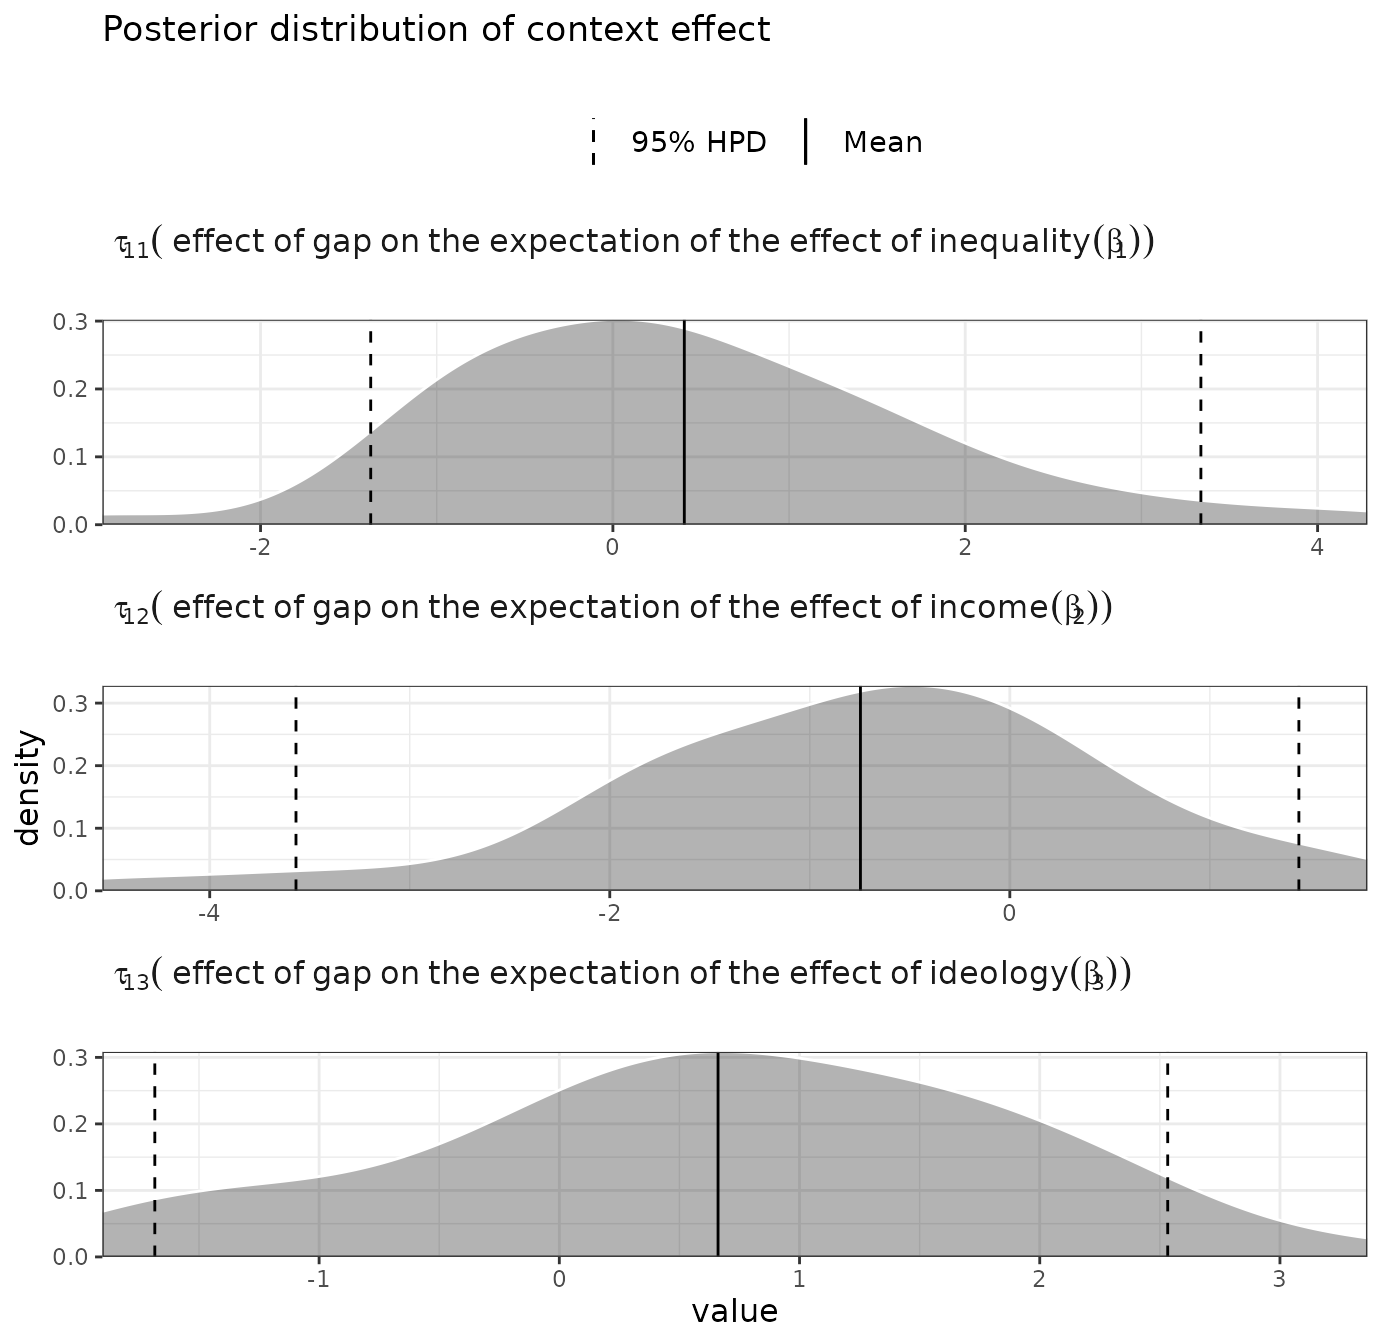 Posterior distribution of context effect
95% HPD Mean
τ11( effect of gap on the expectation of the effect of inequality(β1))
0.3
0.2
0.1
0.0
-2 0 2 4
τ12( effect of gap on the expectation of the effect of income(β2))
density
0.3
0.2
0.1
0.0
-4 -2 0
τ13( effect of gap on the expectation of the effect of ideology(β3))
0.3
0.2
0.1
0.0
-1 0 1 2 3
value